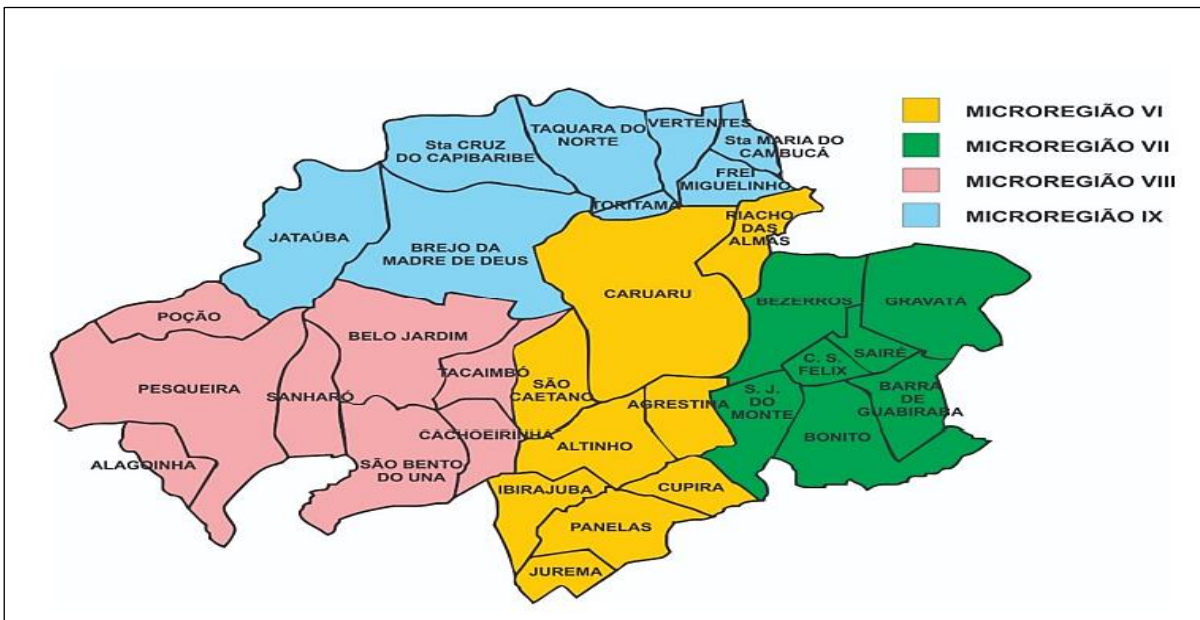 MICROREGIÃO VI
MICROREGIÃO VII
MICROREGIÃO VIII
MICROREGIÃO IX
Sta CRUZ
DO CAPIBARIBE
TAQUARA DO
NORTE
VERTENTES
Sta MARIA DO
CAMBUCÁ
FREI
MIGUELINHO
TORITAMA
JATAÚBA
BREJO DA
MADRE DE DEUS
RIACHO
DAS
ALMAS
CARUARU
BEZERROS
GRAVATÁ
POÇÃO
BELO JARDIM
SAIRÉ
C. S.
FELIX
TACAIMBÓ
PESQUEIRA
SANHARÓ
SÃO
CAETANO
AGRESTINA
S. J.
DO
MONTE
BARRA
DE
GUABIRABA
CACHOEIRINHA
ALTINHO
BONITO
ALAGOINHA
SÃO BENTO
DO UNA
IBIRAJUBA
CUPIRA
PANELAS
JUREMA